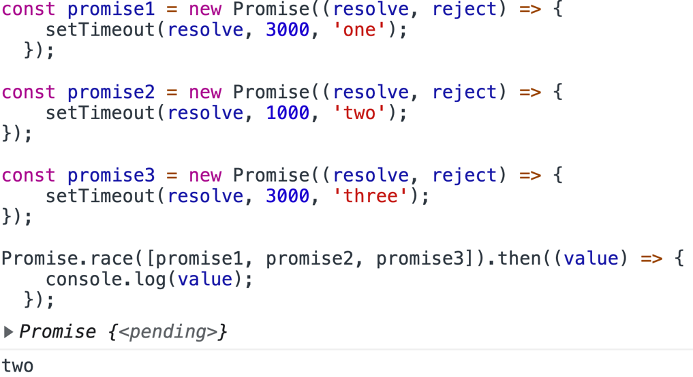 const promise1 = new Promise((resolve, reject) => {
    setTimeout(resolve, 3000, 'one');
  });

const promise2 = new Promise((resolve, reject) => {
    setTimeout(resolve, 1000, 'two');
});

const promise3 = new Promise((resolve, reject) => {
    setTimeout(resolve, 3000, 'three');
});

Promise.race([promise1, promise2, promise3]).then((value) => {
    console.log(value);
  });
▶ Promise {<pending>}
two